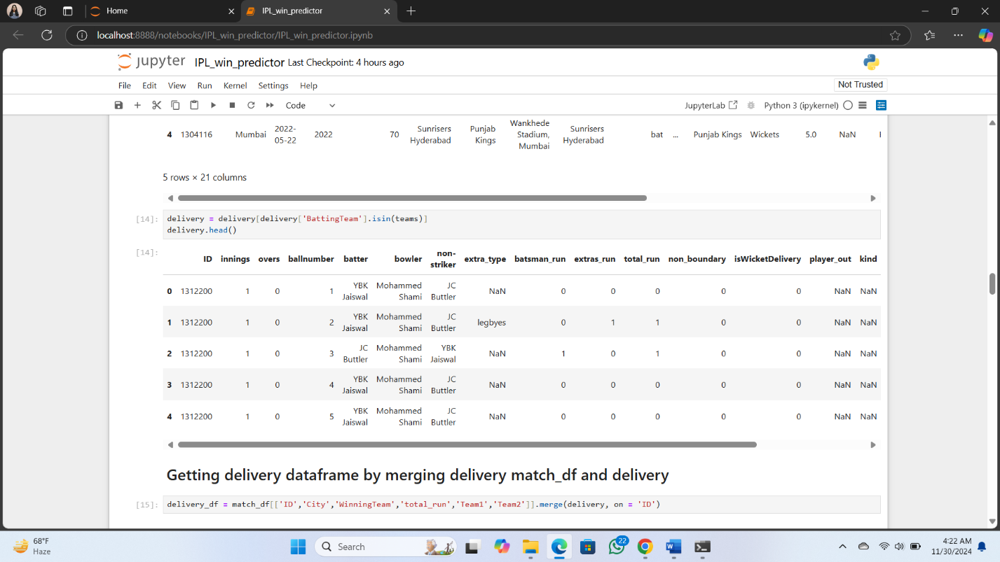 Home
IPL_win_predictor
localhost:8888/notebooks/IPL_win_predictor/IPL_win_predictor.ipynb
jupyter IPL_win_predictor Last Checkpoint: 4 hours ago
File Edit View Run Kernel Settings Help Not Trusted
Code JupyterLab Python 3 (ipykernel)
4 1304116 Mumbai 2022-05-22 2022 70 Sunrisers Hyderabad Punjab Kings Wankhede Stadium, Mumbai Sunrisers Hyderabad bat ... Punjab Kings Wickets 5.0 NaN
5 rows × 21 columns
[14]: delivery = delivery[delivery['BattingTeam'].isin(teams)]
delivery.head()
[14]:
ID innings overs ballnumber batter bowler non-striker extra_type batsman_run extras_run total_run non_boundary isWicketDelivery player_out kind
0 1312200 1 0 1 YBK Jaiswal Mohammed Shami JC Buttler NaN 0 0 0 0 0 NaN NaN
1 1312200 1 0 2 YBK Jaiswal Mohammed Shami JC Buttler legbyes 0 1 1 0 0 NaN NaN
2 1312200 1 0 3 JC Buttler Mohammed Shami YBK Jaiswal NaN 1 0 1 0 0 NaN NaN
3 1312200 1 0 4 YBK Jaiswal Mohammed Shami JC Buttler NaN 0 0 0 0 0 NaN NaN
4 1312200 1 0 5 YBK Jaiswal Mohammed Shami JC Buttler NaN 0 0 0 0 0 NaN NaN
Getting delivery dataframe by merging delivery match_df and delivery
[15]: delivery_df = match_df[['ID','City','WinningTeam','total_run','Team1','Team2']].merge(delivery, on = 'ID')
68°F
Haze
Search
22
4:22 AM
11/30/2024